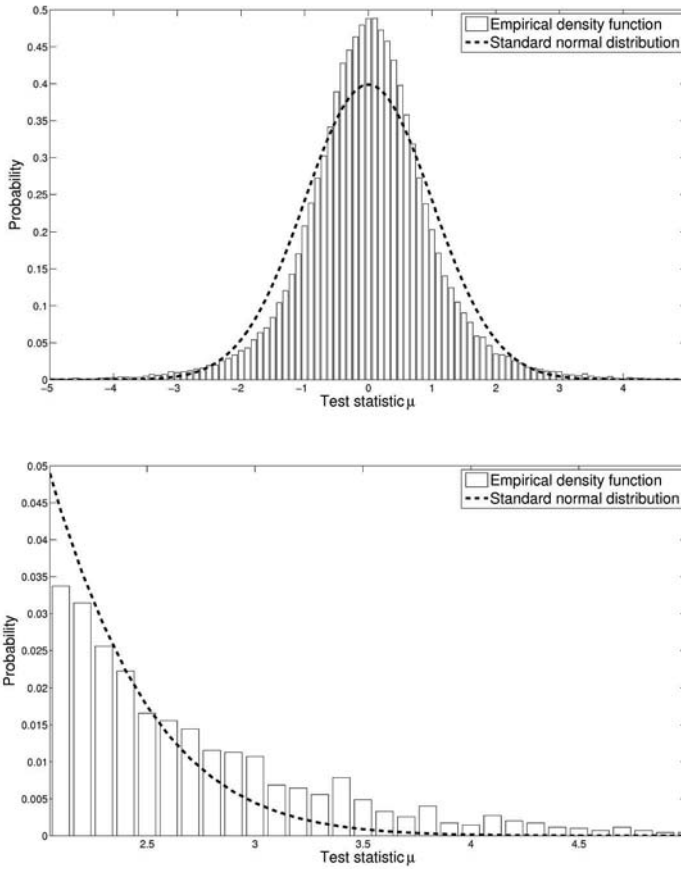 0.5
0.45
0.4
0.35
0.3
0.25
0.2
0.15
0.1
0.05
0
Probability
−5 −4 −3 −2 −1 0 1 2 3 4
Test statistic μ
Empirical density function
Standard normal distribution
0.05
0.045
0.04
0.035
0.03
0.025
0.02
0.015
0.01
0.005
0
Probability
2.5 3 3.5 4 4.5
Test statistic μ
Empirical density function
Standard normal distribution